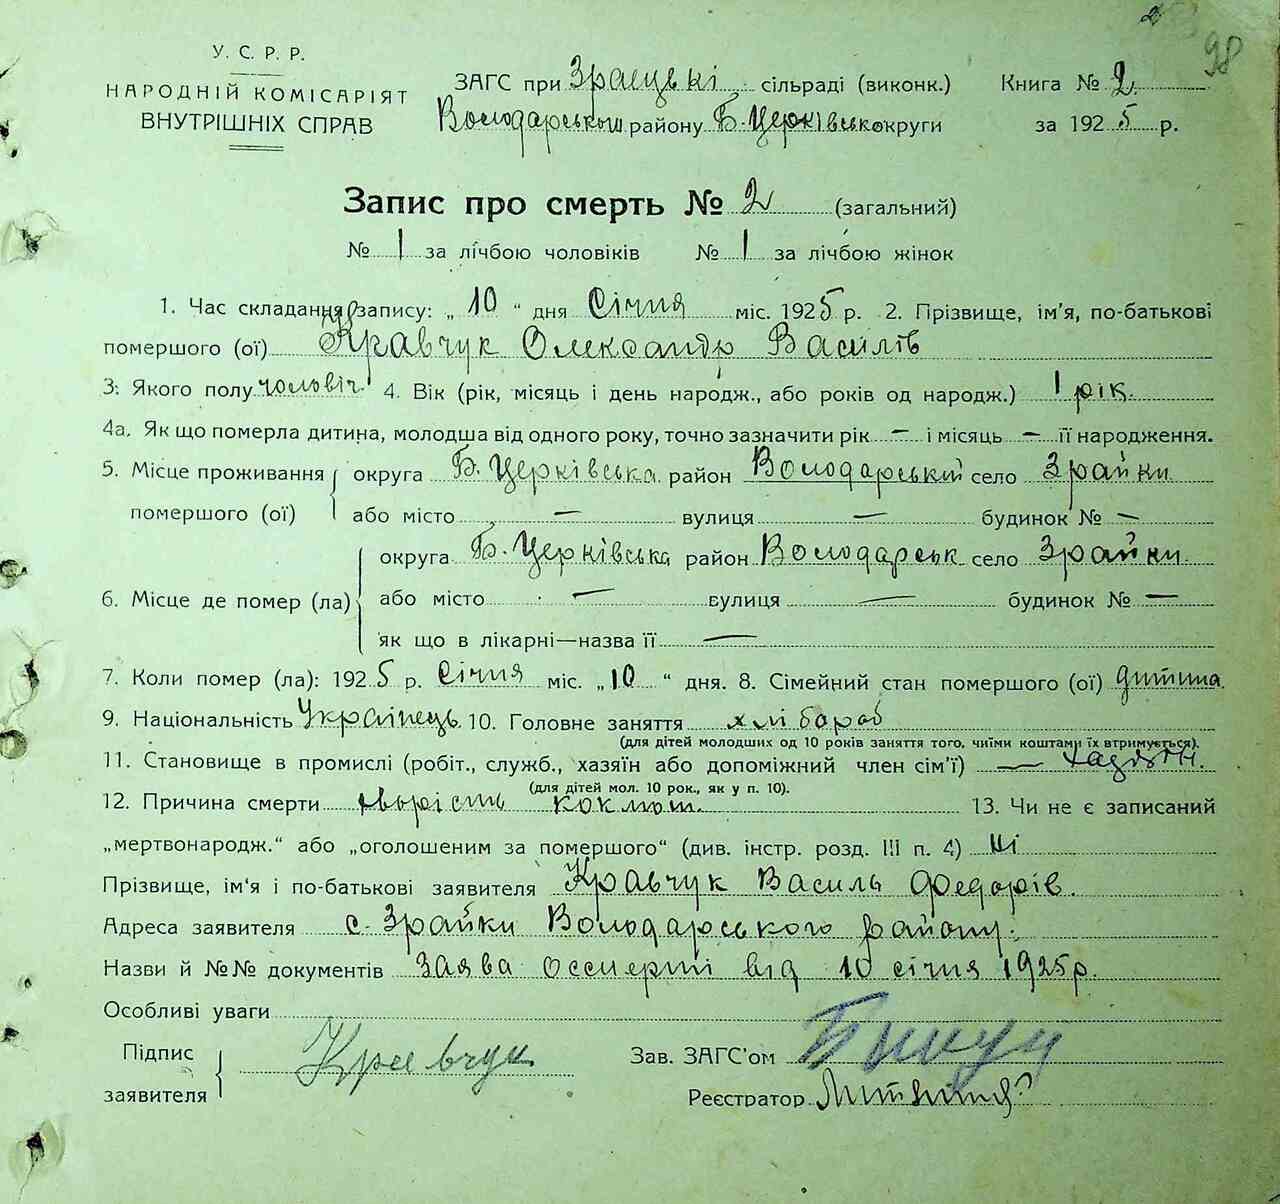 2
98
У. С. Р. Р.
НАРОДНІЙ КОМІСАРІЯТ
ВНУТРІШНІХ СПРАВ
ЗАГС при Зрайцькі сільраді (виконк.)
Володарського району Б. Церківсько округи
Книга № 2
за 1925 р.
Запис про смерть № 2 (загальний)
№ 1 за лічбою чоловіків № 1 за лічбою жінок
1. Час складання запису: „ 10 “ дня Січня міс. 1925 р. 2. Прізвище, ім'я, по-батькові
помершого (ої) Кравчук Олександр Василів
3. Якого полу чоловіч. 4. Вік (рік, місяць і день народж., або років од народж.) 1 рік.
4а. Як що померла дитина, молодша від одного року, точно зазначити рік — і місяць — її народження.
5. Місце проживання округа Б. Церківська район Володарський село Зрайки
помершого (ої) або місто — вулиця — будинок № —
округа Б. Церківська район Володарськ село Зрайки.
6. Місце де помер (ла) або місто — вулиця — будинок № —
як що в лікарні—назва її —
7. Коли помер (ла): 1925 р. Січня міс. „10 “ дня. 8. Сімейний стан помершого (ої) дитина
9. Національність Українець 10. Головне заняття хлібороб
(для дітей молодших од 10 років заняття того, чиїми коштами їх втримується).
11. Становище в промислі (робіт., служб., хазяїн або допоміжний член сім'ї) —
(для дітей мол. 10 рок., як у п. 10).
12. Причина смерти коклюш. 13. Чи не є записаний
„мертвонародж.“ або „оголошеним за помершого“ (див. інстр. розд. III п. 4) ні
Прізвище, ім'я і по-батькові заявителя Кравчук Василь Федорів.
Адреса заявителя с. Зрайки Володарського району.
Назви й №№ документів Заява осмерті від 10 січня 1925р.
Особливі уваги
Підпис
заявителя Кравчук
Зав. ЗАГС'ом
Реєстратор